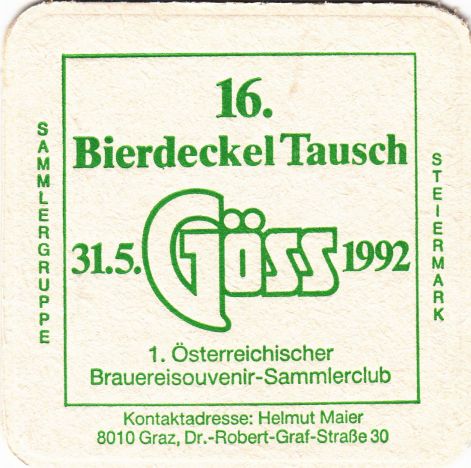 16.
Bierdeckel Tausch
SAMMLERGRUPPE
31.5. GÖSS 1992
STEIERMARK
1. Österreichischer
Brauereisouvenir-Sammlerclub
Kontaktadresse: Helmut Maier
8010 Graz, Dr.-Robert-Graf-Straße 30